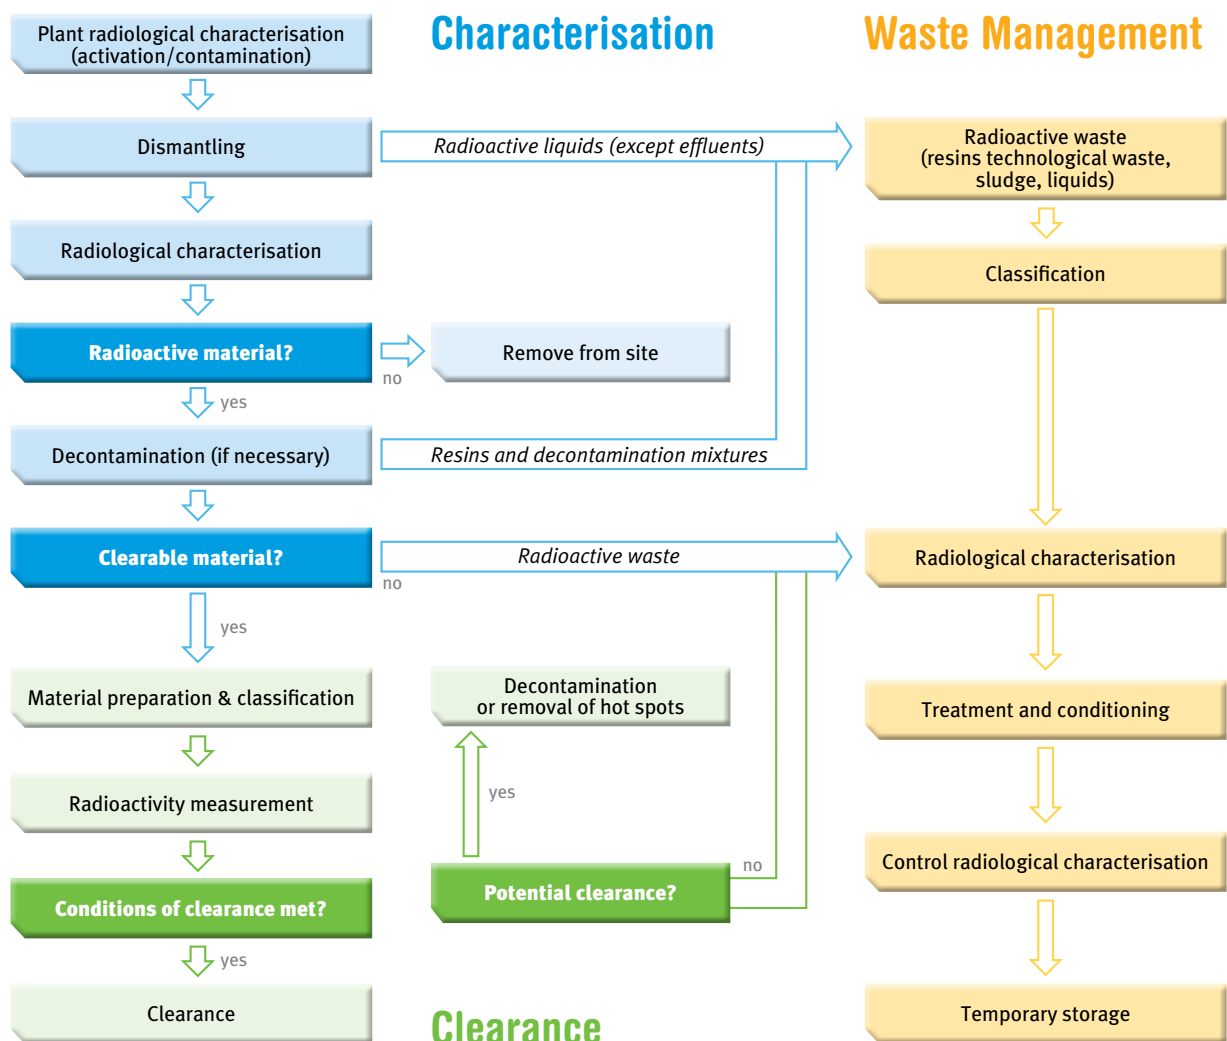 Characterisation
Waste Management
Plant radiological characterisation
(activation/contamination)
Dismantling
Radioactive liquids (except effluents)
Radioactive waste
(resins technological waste,
sludge, liquids)
Radiological characterisation
Classification
Radioactive material?
no
Remove from site
yes
Decontamination (if necessary)
Resins and decontamination mixtures
Clearable material?
no
Radioactive waste
Radiological characterisation
yes
Material preparation & classification
Decontamination
or removal of hot spots
Treatment and conditioning
Radioactivity measurement
yes
Conditions of clearance met?
Potential clearance?
no
Control radiological characterisation
yes
Clearance
Clearance
Temporary storage